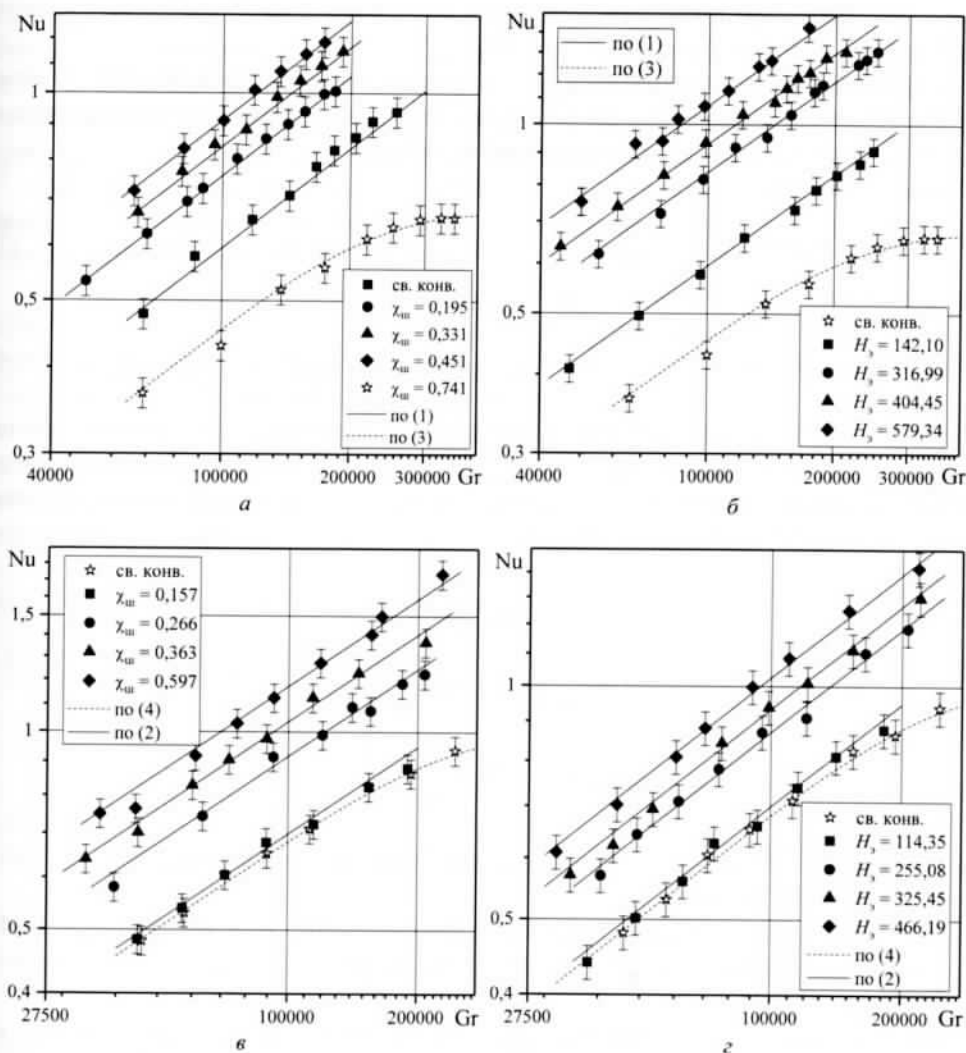 Nu
1
0,5
0,3
40000
100000
200000
300000
Gr
св. конв.
χш = 0,195
χш = 0,331
χш = 0,451
χш = 0,741
по (1)
по (3)
а
Nu
1
0,5
0,3
40000
100000
200000
300000
Gr
по (1)
по (3)
св. конв.
Hэ = 142,10
Hэ = 316,99
Hэ = 404,45
Hэ = 579,34
б
Nu
1,5
1
0,5
0,4
27500
100000
200000
Gr
св. конв.
χш = 0,157
χш = 0,266
χш = 0,363
χш = 0,597
по (4)
по (2)
в
Nu
1
0,5
0,4
27500
100000
200000
Gr
св. конв.
Hэ = 114,35
Hэ = 255,08
Hэ = 325,45
Hэ = 466,19
по (4)
по (2)
г